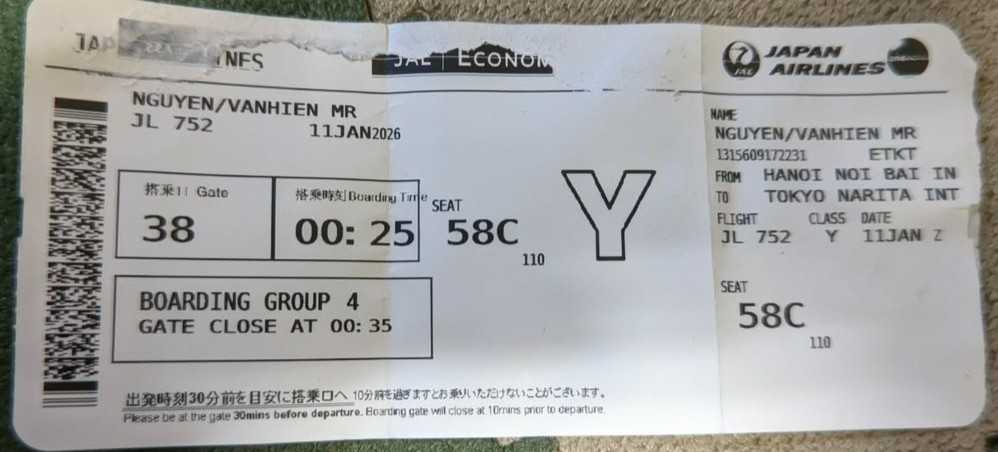 JAP NES
JAL | ECONOM
JAPAN
AIRLINES
JAL
NGUYEN/VANHIEN MR
JL 752 11JAN2026
搭乗口 Gate
38
搭乗時刻 Boarding Time
00:25
SEAT
58C
110
Y
BOARDING GROUP 4
GATE CLOSE AT 00:35
出発時刻30分前を目安に搭乗口へ 10分前を過ぎますとお乗りいただけないことがございます。
Please be at the gate 30mins before departure. Boarding gate will close at 10mins prior to departure.
NAME
NGUYEN/VANHIEN MR
1315609172231 ETKT
FROM HANOI NOI BAI IN
TO TOKYO NARITA INT
FLIGHT CLASS DATE
JL 752 Y 11JAN Z
SEAT
58C
110